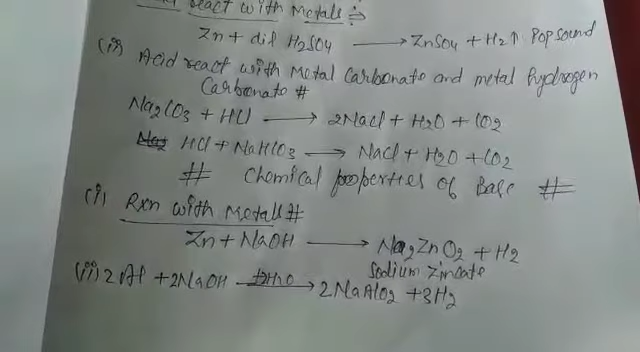 react with Metals ⇒
Zn + dil H2SO4 ⟶ ZnSO4 + H2↑ Pop sound
(ii) Acid react with Metal Carbonate and metal hydrogen
Carbonate #
Na2CO3 + HCl ⟶ 2NaCl + H2O + CO2
HCl + NaHCO3 ⟶ NaCl + H2O + CO2
# Chemical properties of Base #
(i) Rxn with Metals #
Zn + NaOH ⟶ Na2ZnO2 + H2
Sodium Zincate
(ii) 2Al + 2NaOH +2H2O ⟶ 2NaAlO2 + 3H2